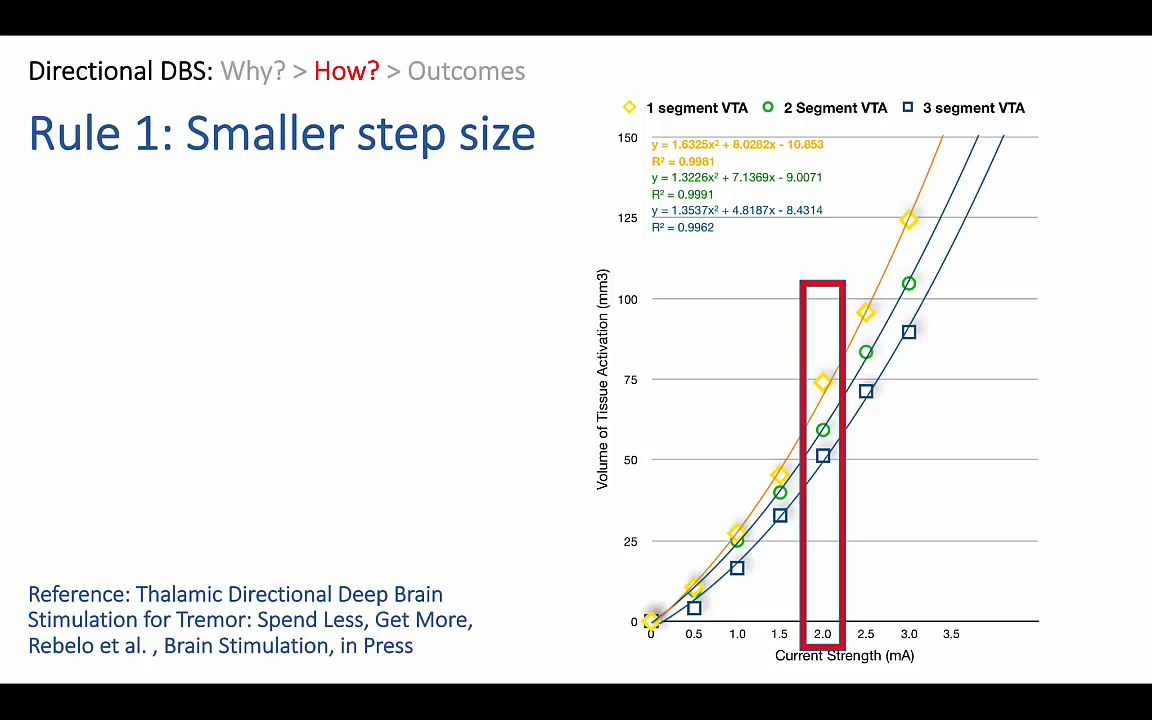 Directional DBS: Why? > How? > Outcomes
Rule 1: Smaller step size
1 segment VTA 2 Segment VTA 3 segment VTA
y = 1.6325x² + 8.0282x - 10.853
R² = 0.9981
y = 1.3226x² + 7.1369x - 9.0071
R² = 0.9991
y = 1.3537x² + 4.8187x - 8.4314
R² = 0.9962
150
125
100
75
50
25
0
Volume of Tissue Activation (mm3)
0 0.5 1.0 1.5 2.0 2.5 3.0 3.5
Current Strength (mA)
Reference: Thalamic Directional Deep Brain
Stimulation for Tremor: Spend Less, Get More,
Rebelo et al. , Brain Stimulation, in Press